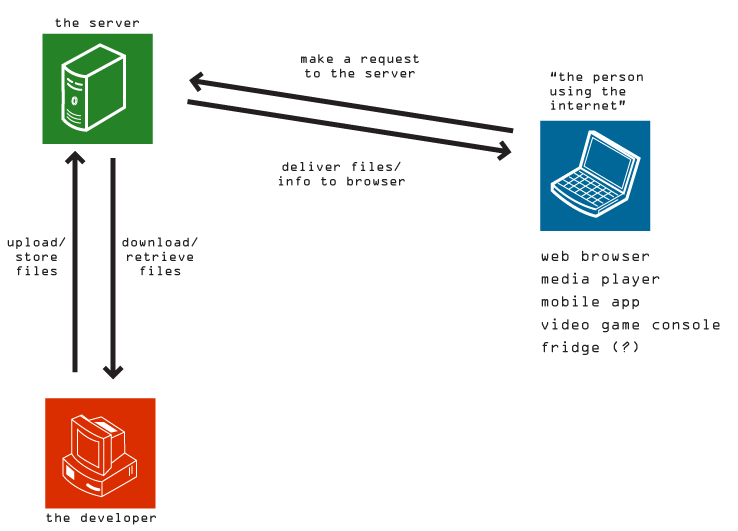 the server
make a request
to the server
“the person
using the
internet”
deliver files/
info to browser
upload/
store
files
download/
retrieve
files
web browser
media player
mobile app
video game console
fridge (?)
the developer